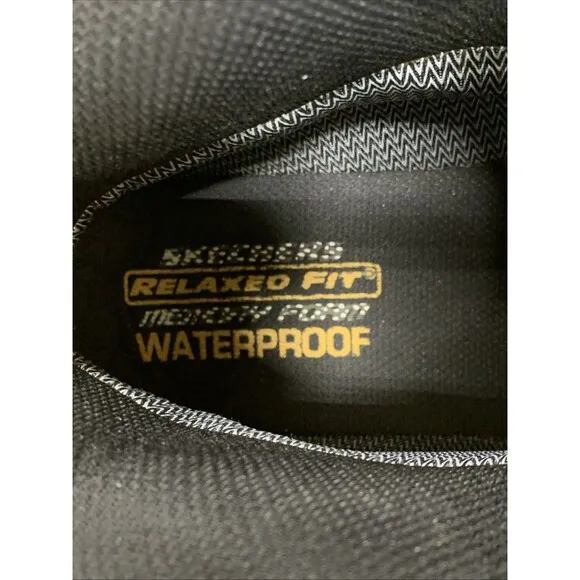 SKECHERS
RELAXED FIT®
MEMORY FOAM
WATERPROOF